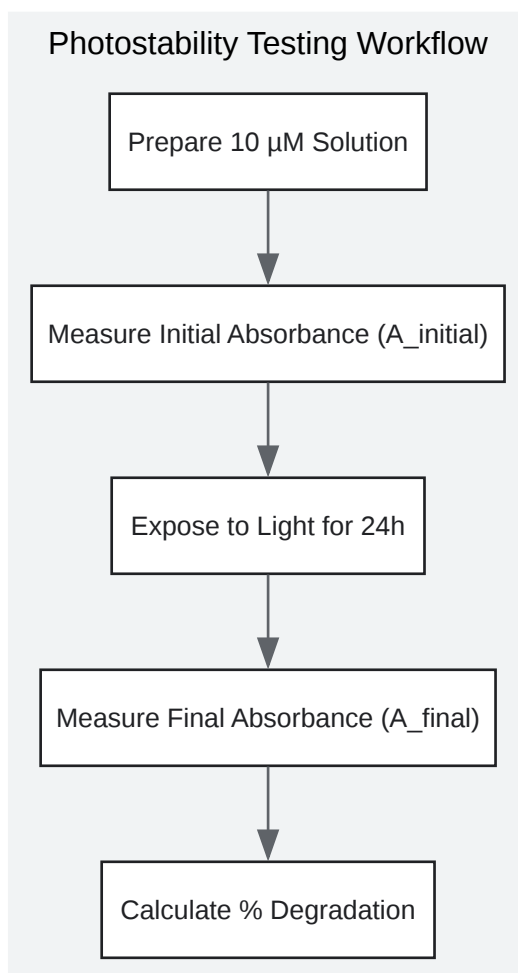 Photostability Testing Workflow
Prepare 10 µM Solution
Measure Initial Absorbance (A_initial)
Expose to Light for 24h
Measure Final Absorbance (A_final)
Calculate % Degradation